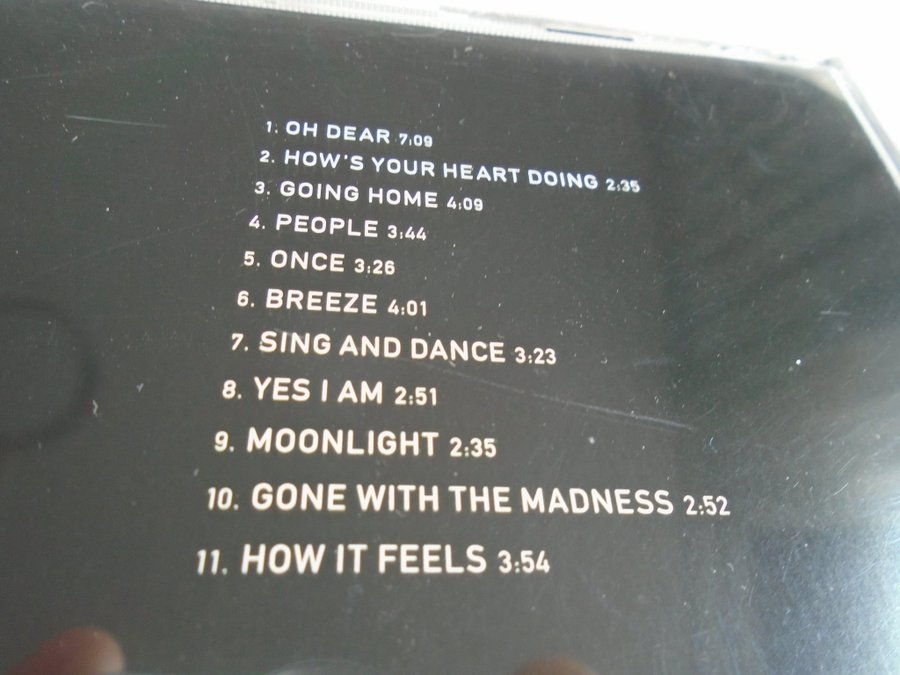 1. OH DEAR 7:09
2. HOW'S YOUR HEART DOING 2:35
3. GOING HOME 4:09
4. PEOPLE 3:44
5. ONCE 3:26
6. BREEZE 4:01
7. SING AND DANCE 3:23
8. YES I AM 2:51
9. MOONLIGHT 2:35
10. GONE WITH THE MADNESS 2:52
11. HOW IT FEELS 3:54